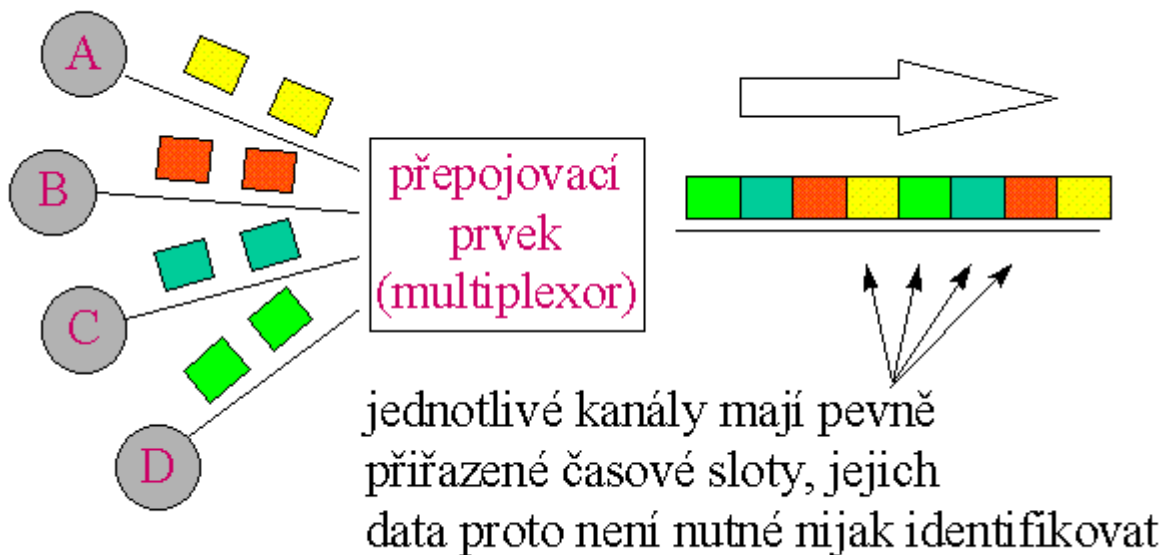 A
B
C
D
přepojovací
prvek
(multiplexor)
jednotlivé kanály mají pevně
přiřazené časové sloty, jejich
data proto není nutné nijak identifikovat